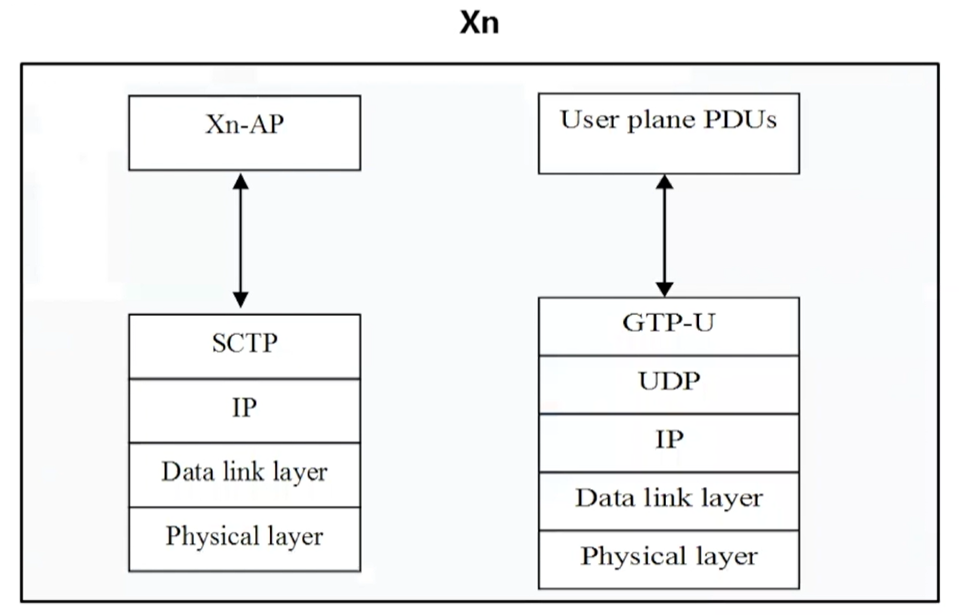 Xn
Xn-AP
SCTP
IP
Data link layer
Physical layer
User plane PDUs
GTP-U
UDP
IP
Data link layer
Physical layer